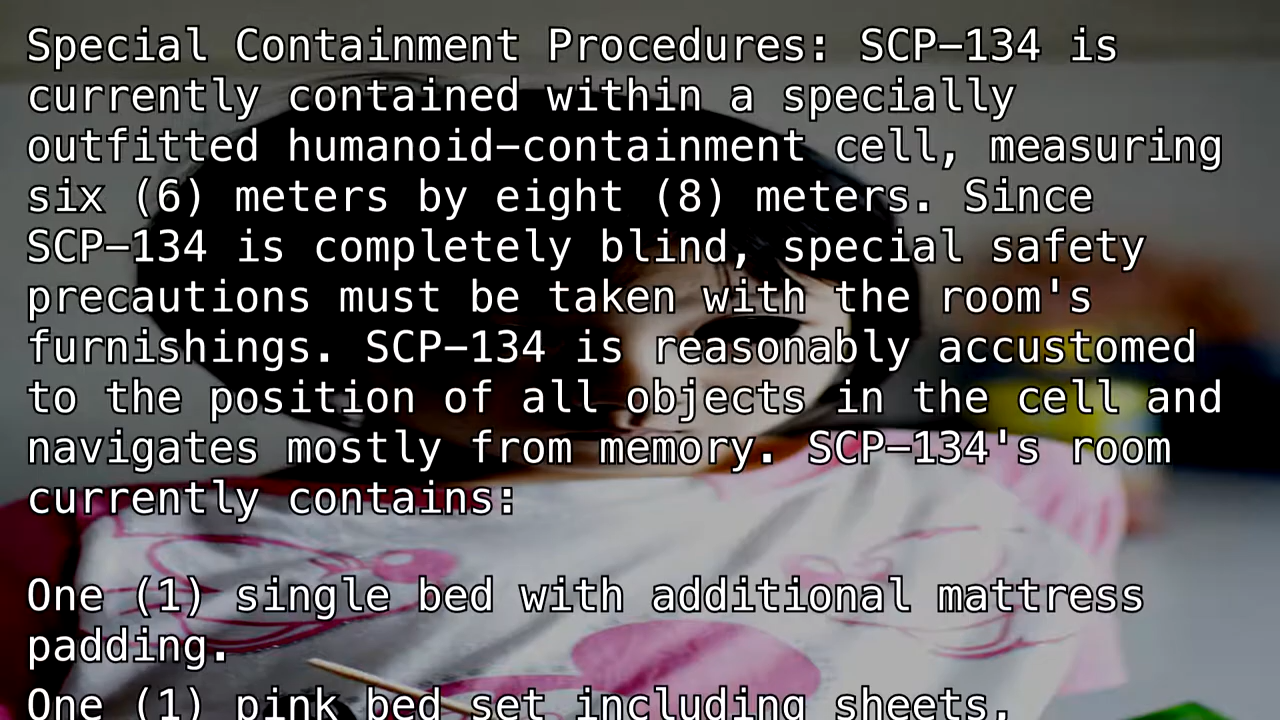 Special Containment Procedures: SCP–134 is
currently contained within a specially
outfitted humanoid–containment cell, measuring
six (6) meters by eight (8) meters. Since
SCP–134 is completely blind, special safety
precautions must be taken with the room's
furnishings. SCP–134 is reasonably accustomed
to the position of all objects in the cell and
navigates mostly from memory. SCP–134's room
currently contains:
One (1) single bed with additional mattress
padding.
One (1) pink bed set including sheets,